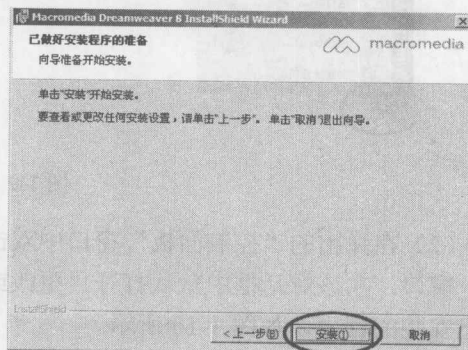 Macromedia Dreamweaver 8 InstallShield Wizard
已做好安装程序的准备
向导准备开始安装。
macromedia
单击"安装"开始安装。
要查看或更改任何安装设置，请单击"上一步"。 单击"取消"退出向导。
InstallShield
<上一步(B)
安装(I)
取消